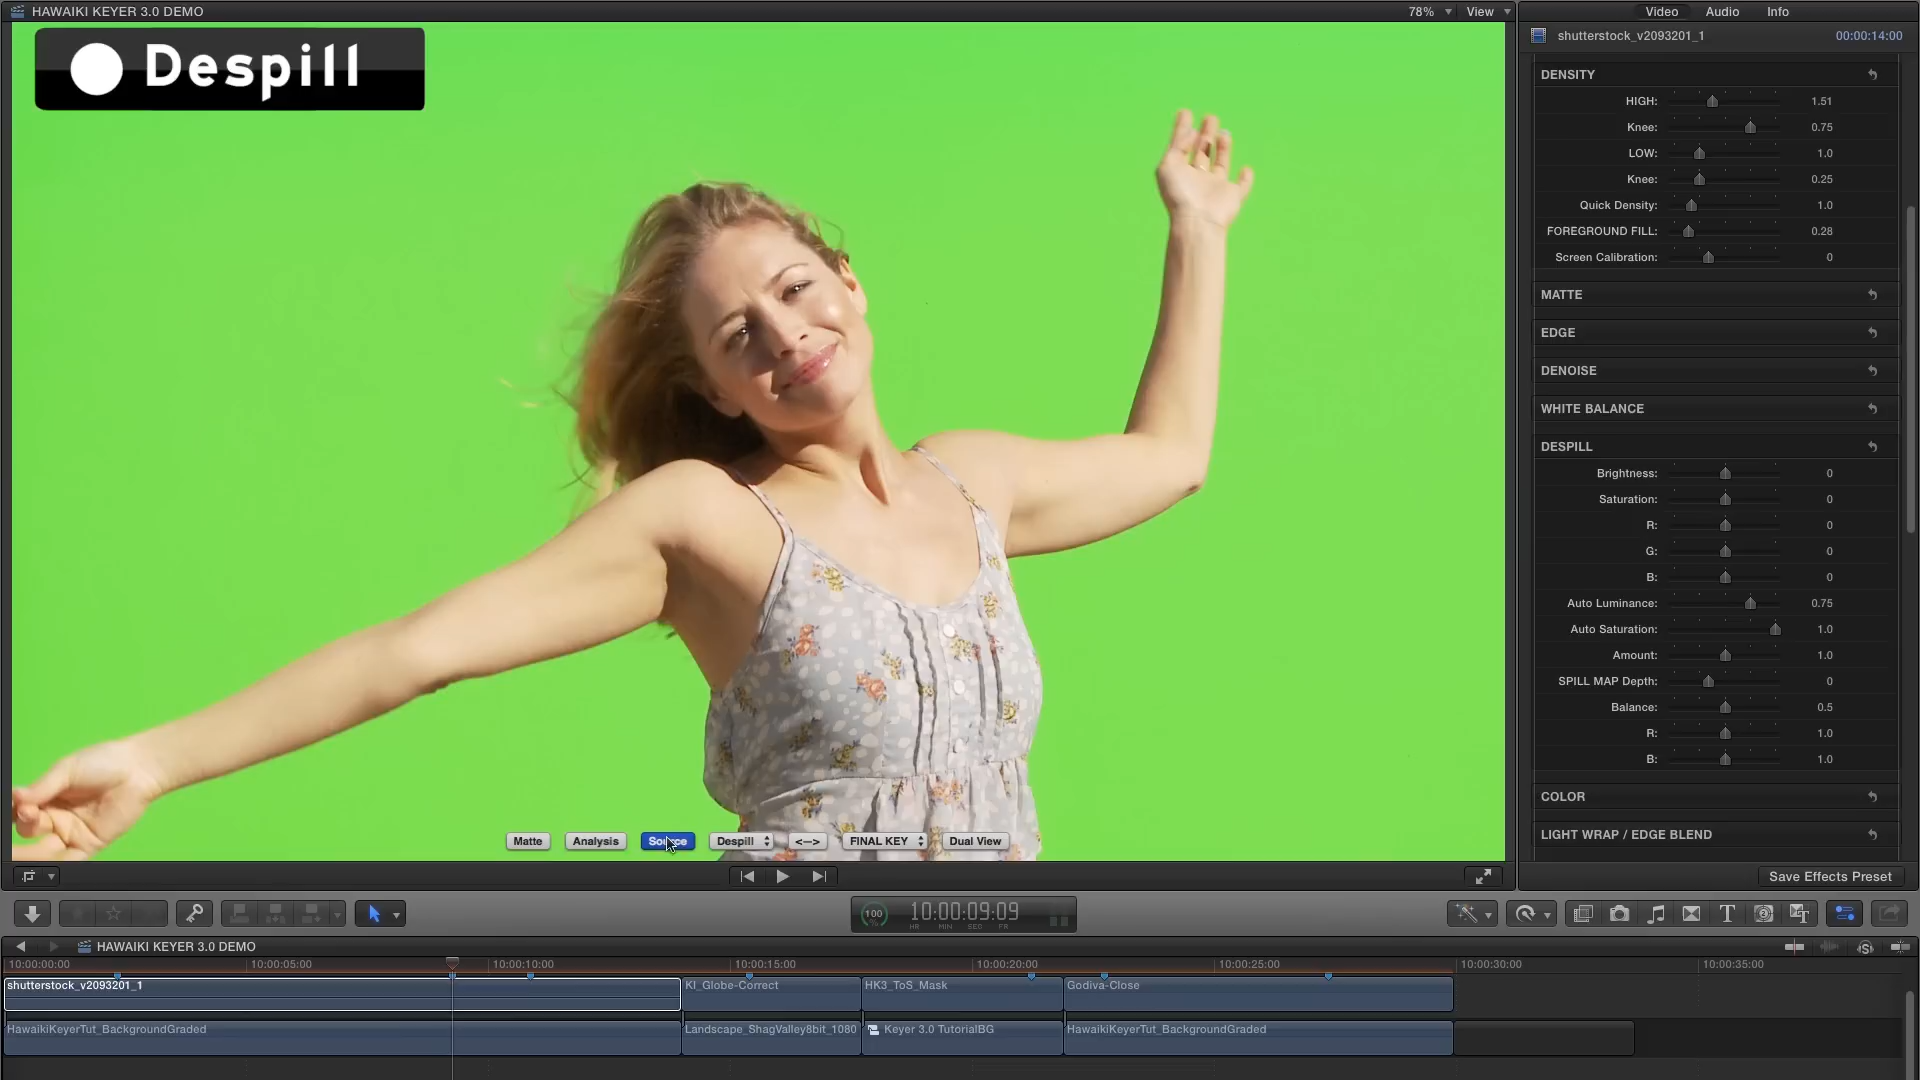 HAWAIKI KEYER 3.0 DEMO
78%
View
Video
Audio
Info
Despill
shutterstock_v2093201_1
00:00:14:00
DENSITY
HIGH: 1.51
Knee: 0.75
LOW: 1.0
Knee: 0.25
Quick Density: 1.0
FOREGROUND FILL: 0.28
Screen Calibration: 0
MATTE
EDGE
DENOISE
WHITE BALANCE
DESPILL
Brightness: 0
Saturation: 0
R: 0
G: 0
B: 0
Auto Luminance: 0.75
Auto Saturation: 1.0
Amount: 1.0
SPILL MAP Depth: 0
Balance: 0.5
R: 1.0
B: 1.0
COLOR
LIGHT WRAP / EDGE BLEND
Matte
Analysis
Source
Despill
<-->
FINAL KEY
Dual View
Save Effects Preset
100
10:00:09:09
HR MIN SEC FR
HAWAIKI KEYER 3.0 DEMO
10:00:00:00
10:00:05:00
10:00:10:00
10:00:15:00
10:00:20:00
10:00:25:00
10:00:30:00
10:00:35:00
shutterstock_v2093201_1
KI_Globe-Correct
HK3_ToS_Mask
Godiva-Close
HawaikiKeyerTut_BackgroundGraded
Landscape_ShagValley8bit_1080
Keyer 3.0 TutorialBG
HawaikiKeyerTut_BackgroundGraded